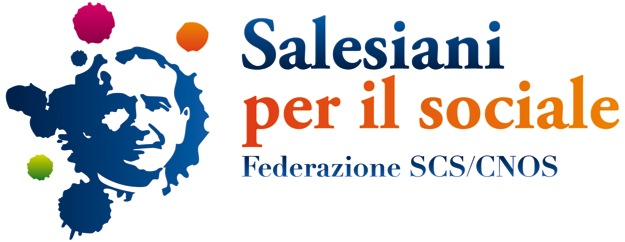 Salesiani
per il sociale
Federazione SCS/CNOS